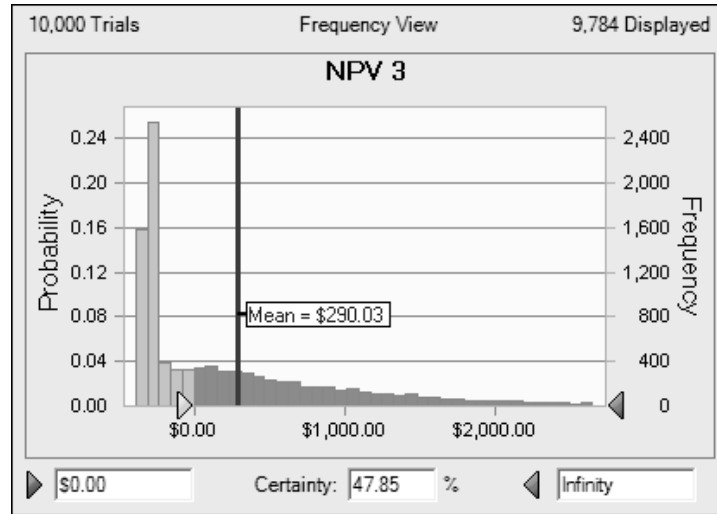 10,000 Trials Frequency View 9,784 Displayed
NPV 3
Probability
0.24
0.20
0.16
0.12
0.08
0.04
0.00
Mean = $290.03
2,400
2,000
1,600
1,200
800
400
0
Frequency
$0.00 $1,000.00 $2,000.00
$0.00 Certainty: 47.85 % Infinity